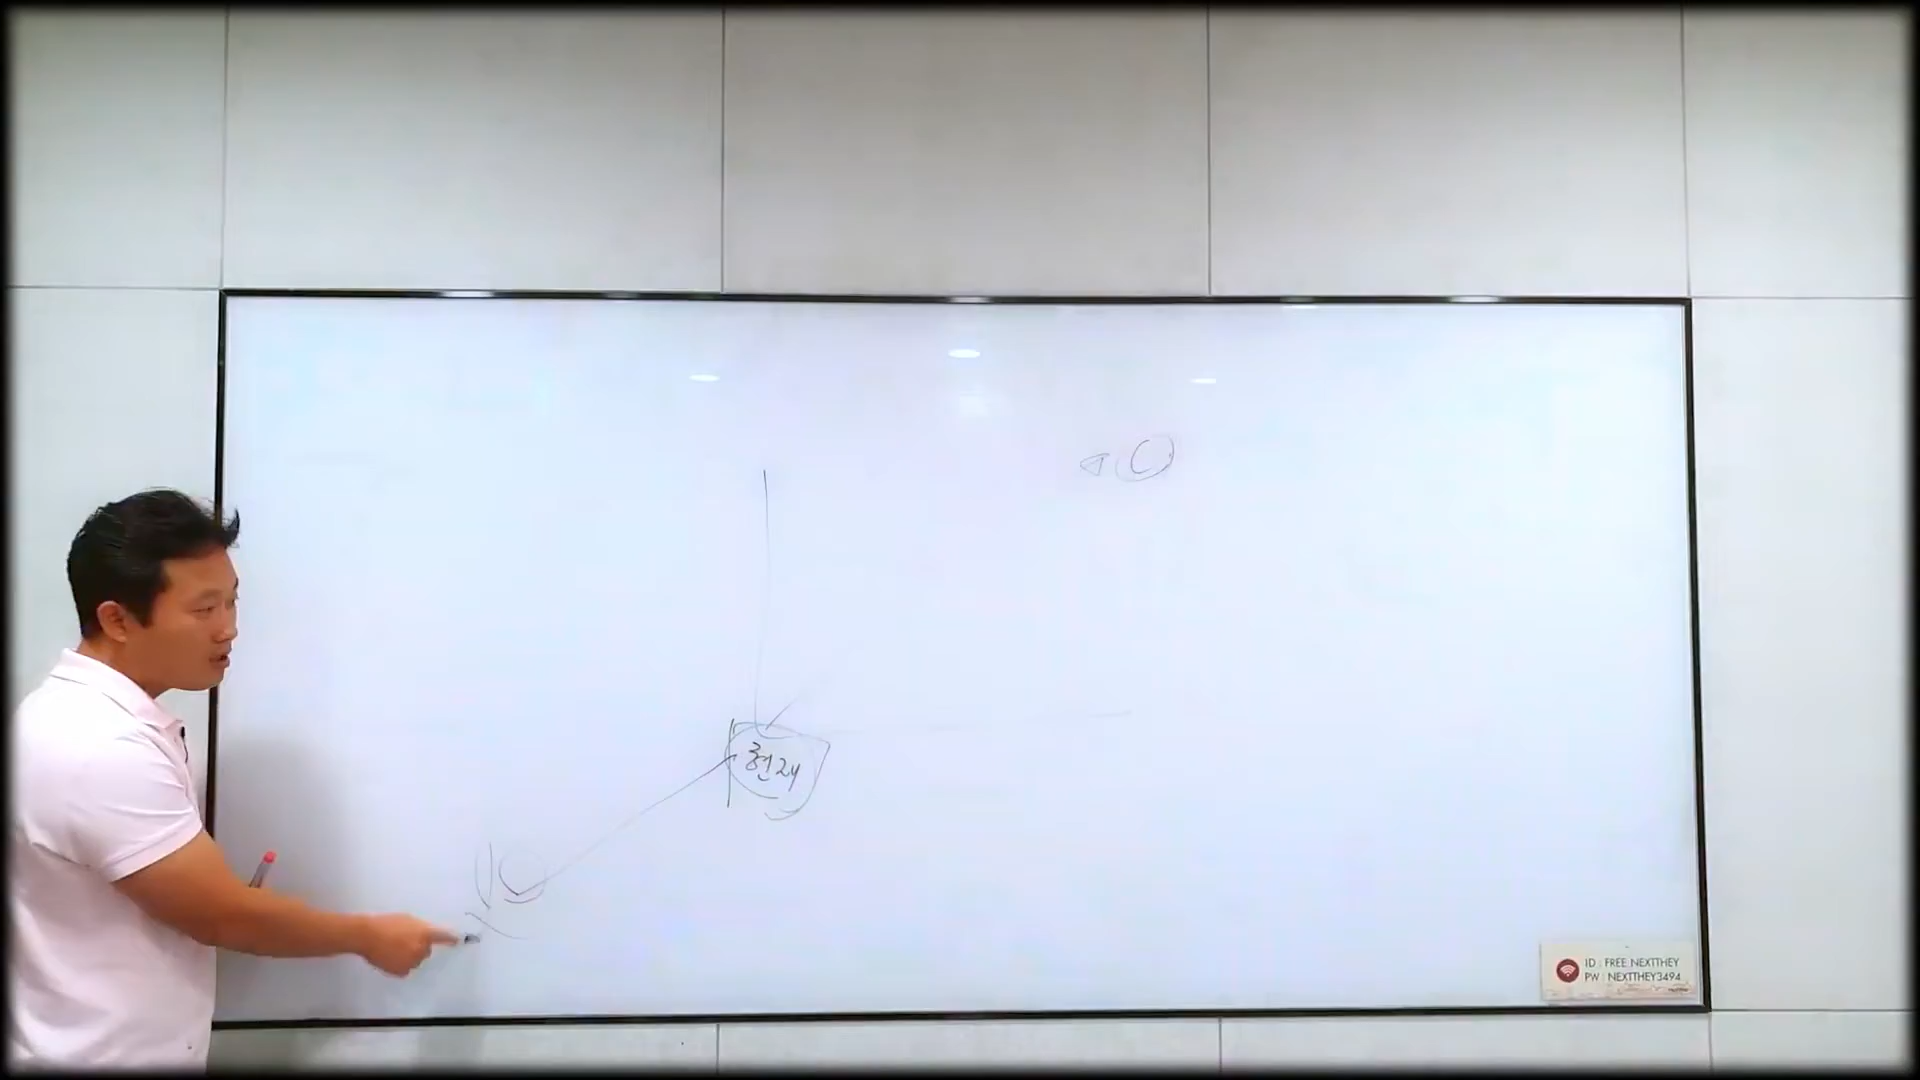 현재
ID : FREE NEXTTHEY
PW : NEXTTHEY3494